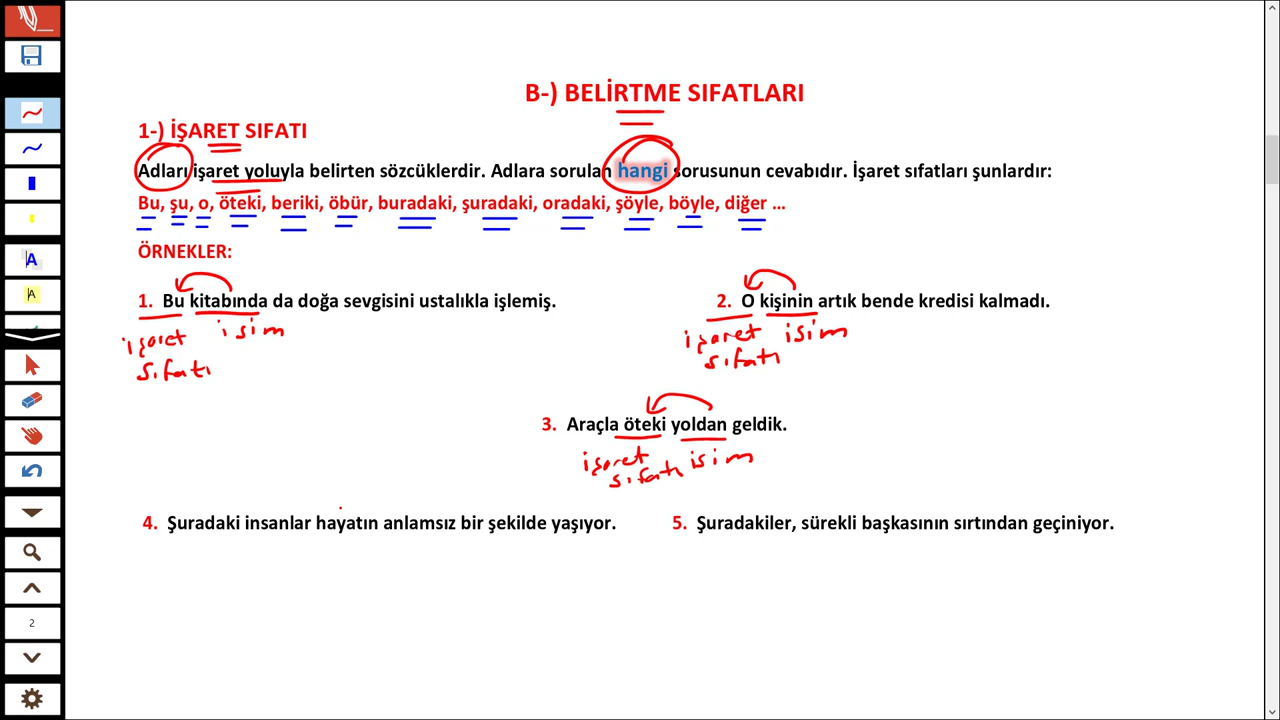 B-) BELİRTME SIFATLARI
1-) İŞARET SIFATI
Adları işaret yoluyla belirten sözcüklerdir. Adlara sorulan hangi sorusunun cevabıdır. İşaret sıfatları şunlardır:
Bu, şu, o, öteki, beriki, öbür, buradaki, şuradaki, oradaki, şöyle, böyle, diğer ...
ÖRNEKLER:
1. Bu kitabında da doğa sevgisini ustalıkla işlemiş.
işaret isim
sıfatı
2. O kişinin artık bende kredisi kalmadı.
işaret isim
sıfatı
3. Araçla öteki yoldan geldik.
işaret isim
sıfatı
4. Şuradaki insanlar hayatın anlamsız bir şekilde yaşıyor.
5. Şuradakiler, sürekli başkasının sırtından geçiniyor.
A
A
2